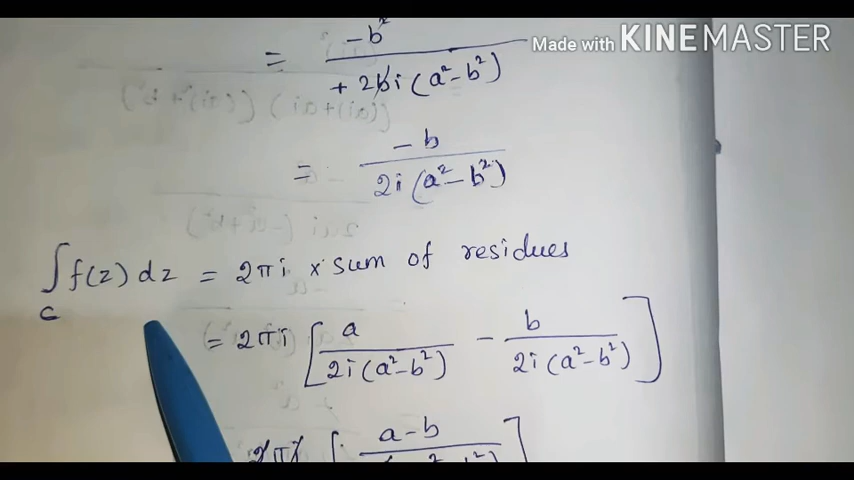 Made with KINEMASTER
= -b²/+2bi(a²-b²)
= -b/2i(a²-b²)
∫_C f(z) dz = 2πi × sum of residues
= 2πi [a/2i(a²-b²) - b/2i(a²-b²)]
2πi [a-b/